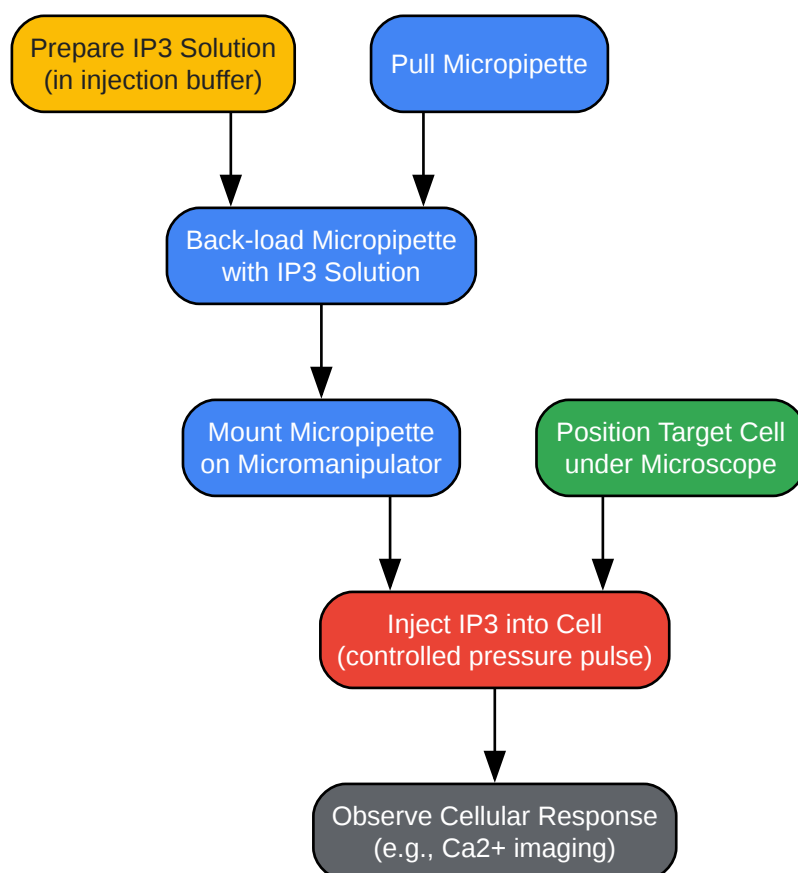 Prepare IP3 Solution
(in injection buffer)
Pull Micropipette
Back-load Micropipette
with IP3 Solution
Mount Micropipette
on Micromanipulator
Position Target Cell
under Microscope
Inject IP3 into Cell
(controlled pressure pulse)
Observe Cellular Response
(e.g., Ca2+ imaging)